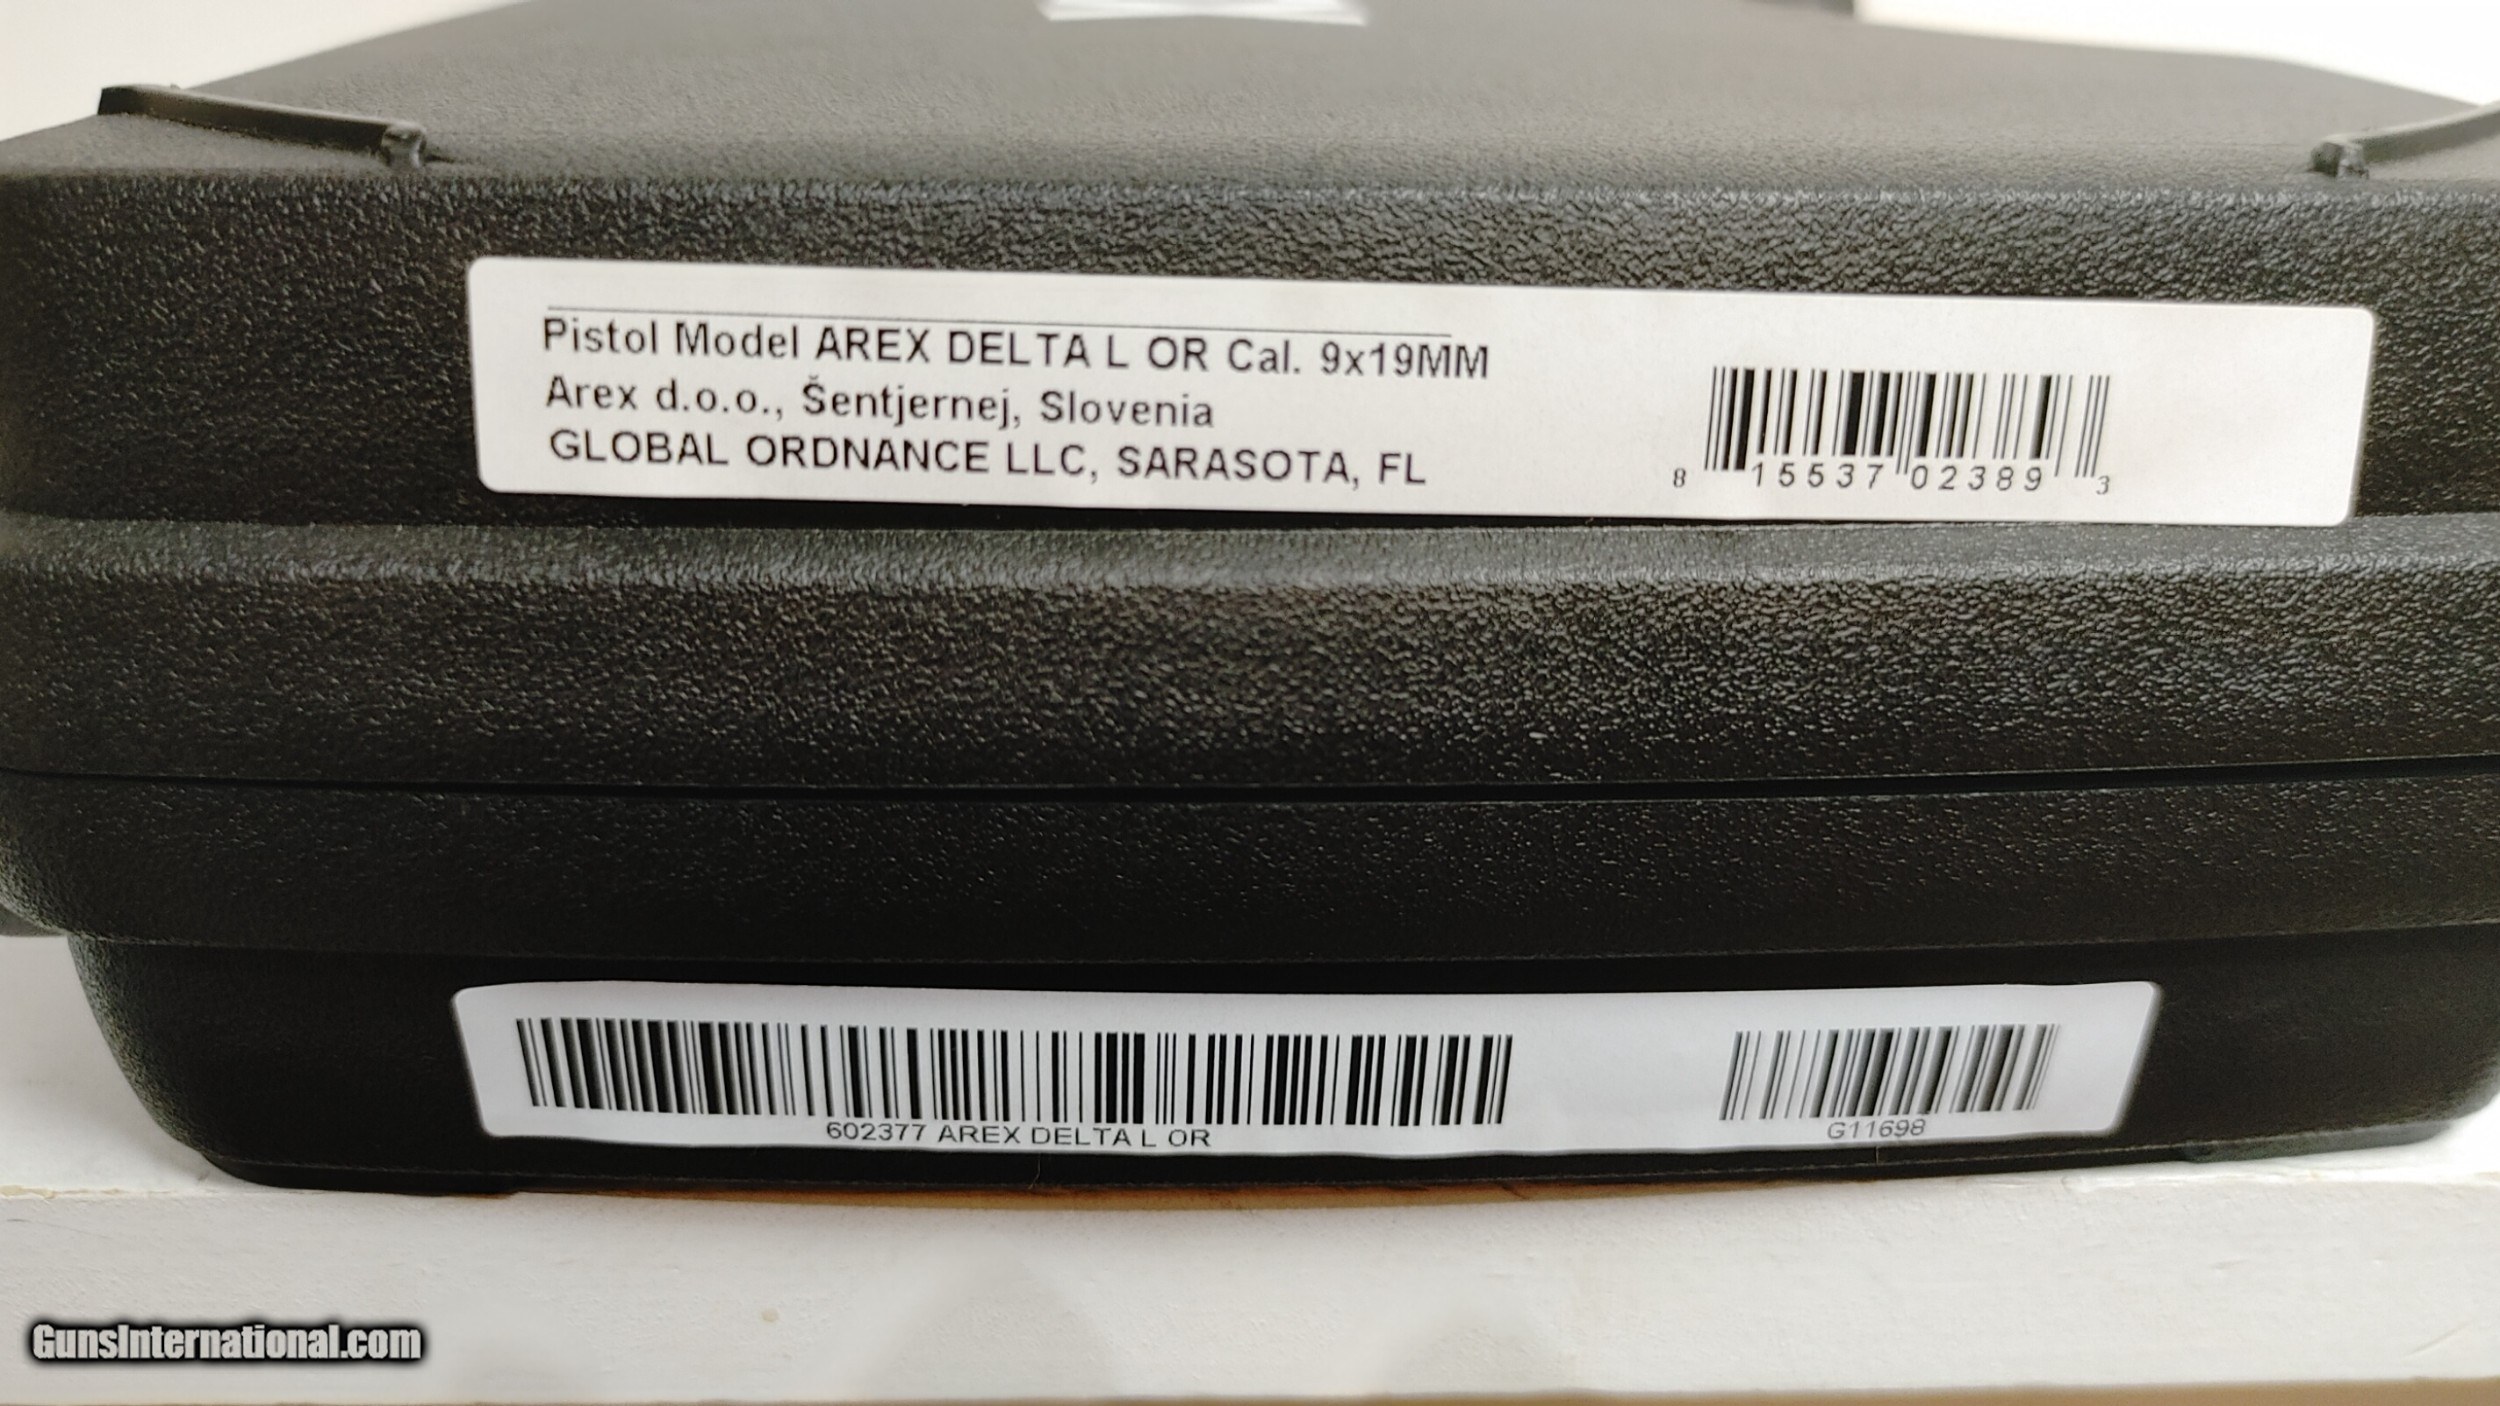 Pistol Model AREX DELTA L OR Cal. 9x19MM
Arex d.o.o., Šentjernej, Slovenia
GLOBAL ORDNANCE LLC, SARASOTA, FL
8 15537 02389 3
602377 AREX DELTA L OR
G11698
GunsInternational.com